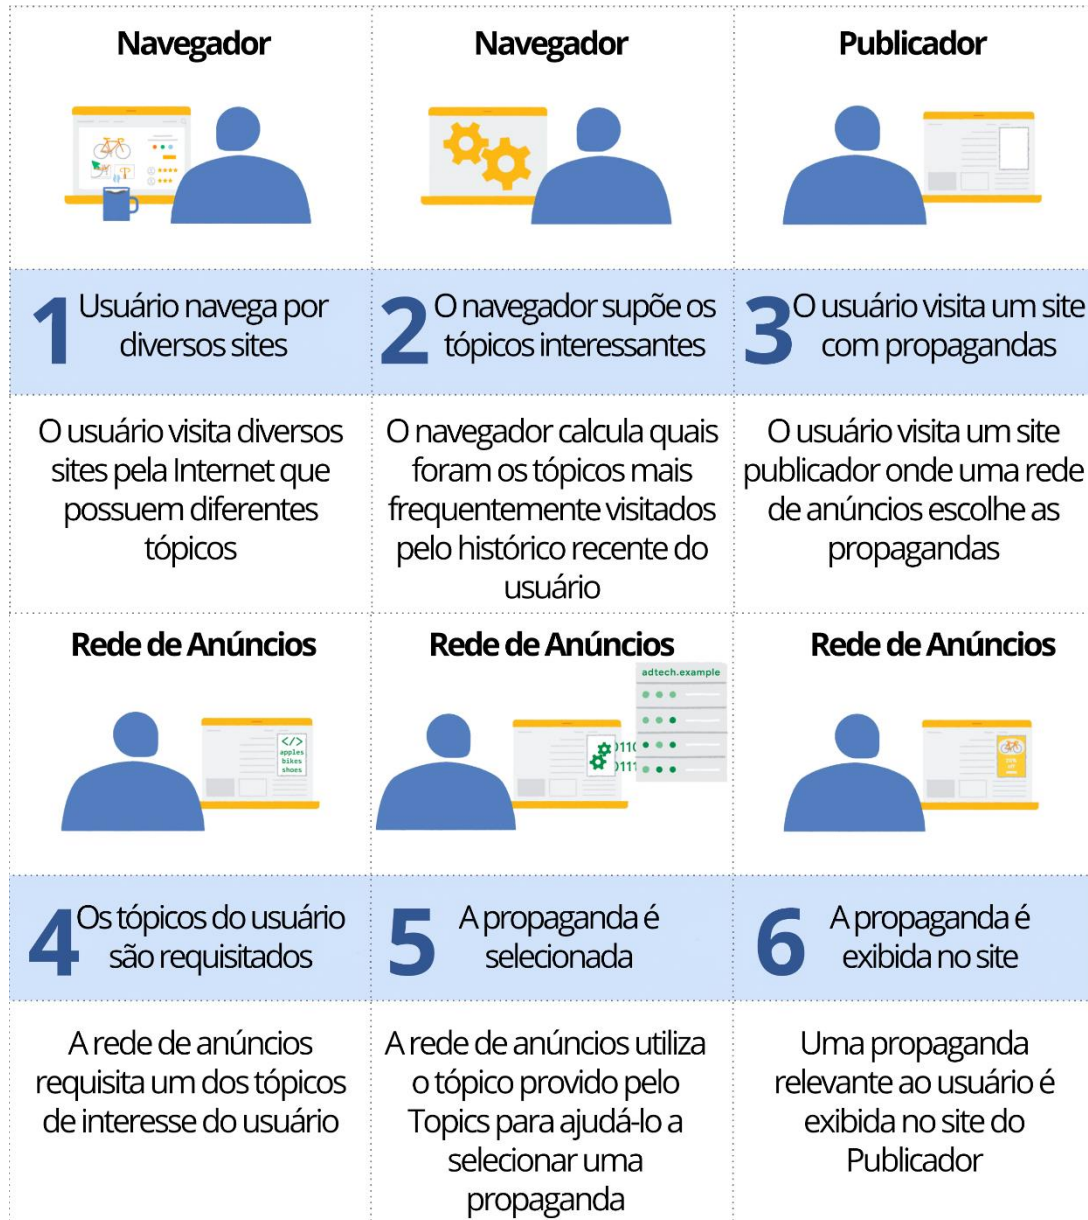 Navegador
Navegador
Publicador
1
Usuário navega por
diversos sites
2
O navegador supõe os
tópicos interessantes
3
O usuário visita um site
com propagandas
O usuário visita diversos
sites pela Internet que
possuem diferentes
tópicos
O navegador calcula quais
foram os tópicos mais
frequentemente visitados
pelo histórico recente do
usuário
O usuário visita um site
publicador onde uma rede
de anúncios escolhe as
propagandas
Rede de Anúncios
</>
apples
bikes
shoes
Rede de Anúncios
adtech.example
0110
0111
Rede de Anúncios
4
Os tópicos do usuário
são requisitados
5
A propaganda é
selecionada
6
A propaganda é
exibida no site
A rede de anúncios
requisita um dos tópicos
de interesse do usuário
A rede de anúncios utiliza
o tópico provido pelo
Topics para ajudá-lo a
selecionar uma
propaganda
Uma propaganda
relevante ao usuário é
exibida no site do
Publicador